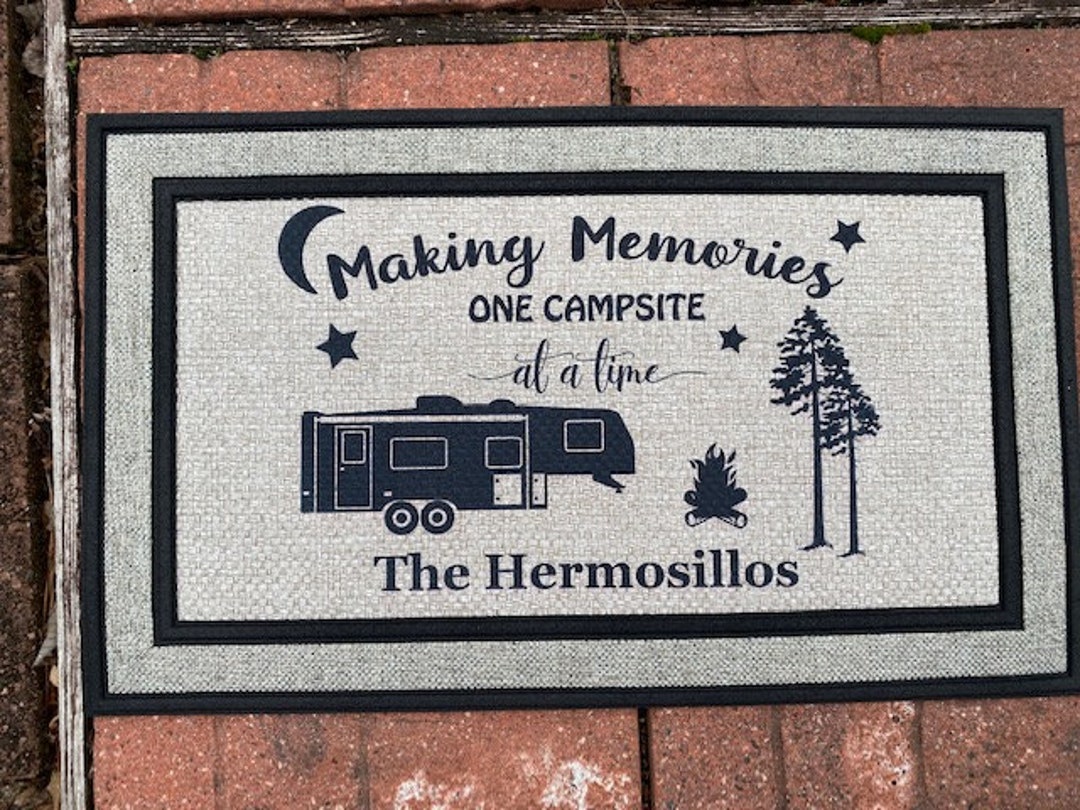 Making Memories
ONE CAMPSITE
at a time
The Hermosillos